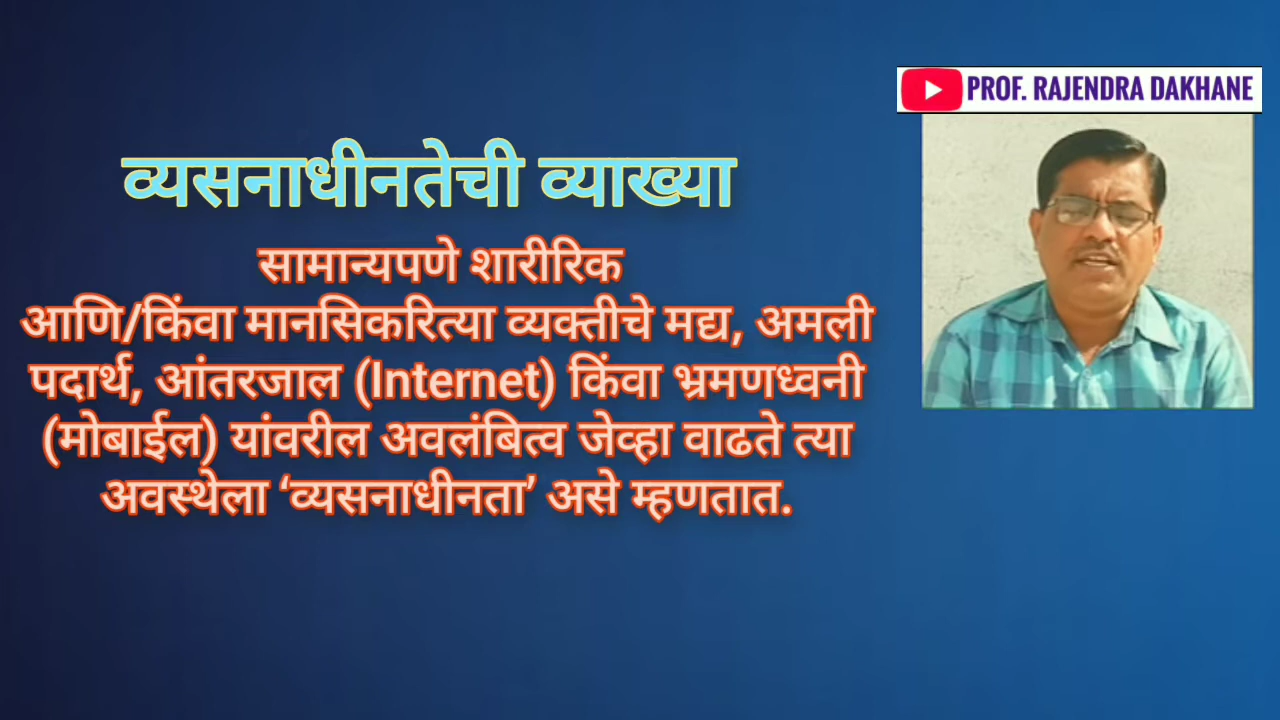 PROF. RAJENDRA DAKHANE
व्यसनाधीनतेची व्याख्या
सामान्यपणे शारीरिक
आणि/किंवा मानसिकरित्या व्यक्तीचे मद्य, अमली
पदार्थ, आंतरजाल (Internet) किंवा भ्रमणध्वनी
(मोबाईल) यांवरील अवलंबित्व जेव्हा वाढते त्या
अवस्थेला ‘व्यसनाधीनता’ असे म्हणतात.